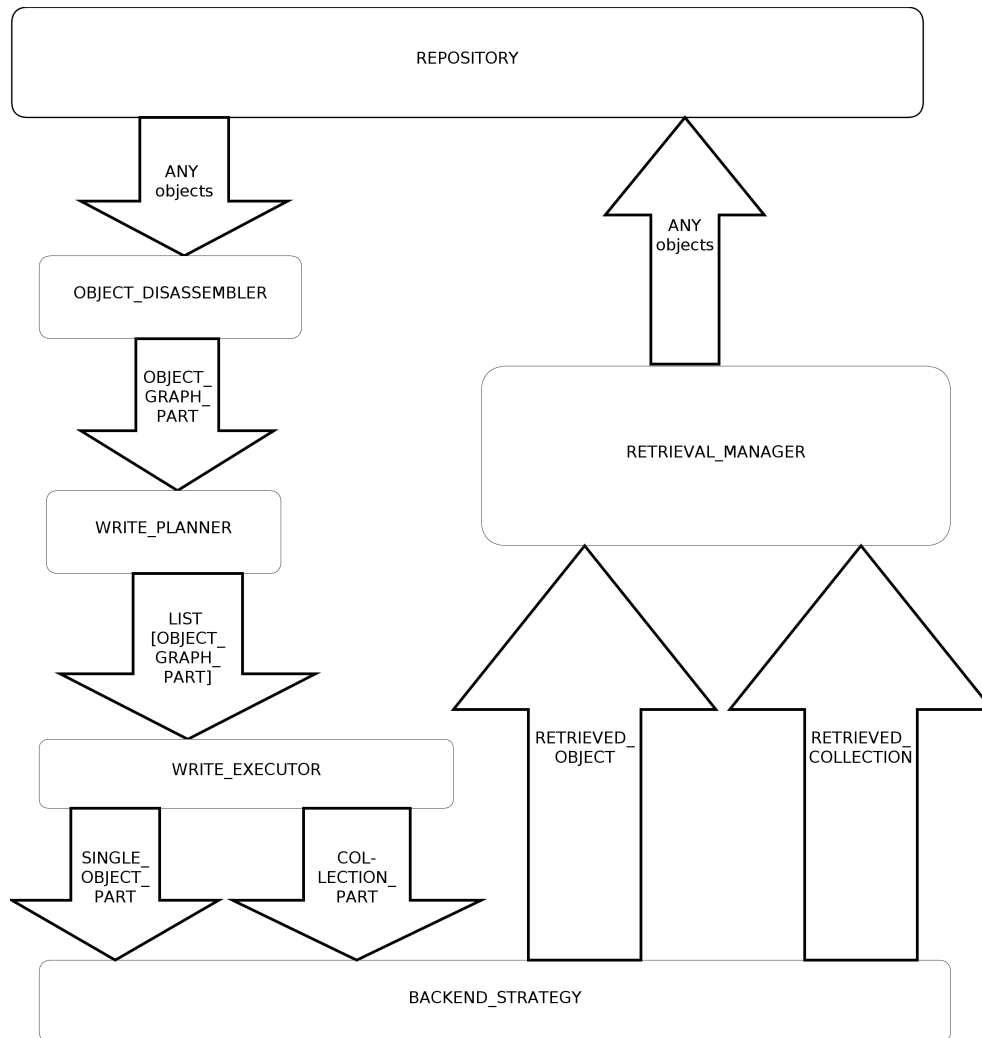 REPOSITORY
ANY
objects
ANY
objects
OBJECT_DISASSEMBLER
OBJECT_
GRAPH_
PART
RETRIEVAL_MANAGER
WRITE_PLANNER
LIST
[OBJECT_
GRAPH_
PART]
RETRIEVED_
OBJECT
RETRIEVED_
COLLECTION
WRITE_EXECUTOR
SINGLE_
OBJECT_
PART
COL-
LECTION_
PART
BACKEND_STRATEGY